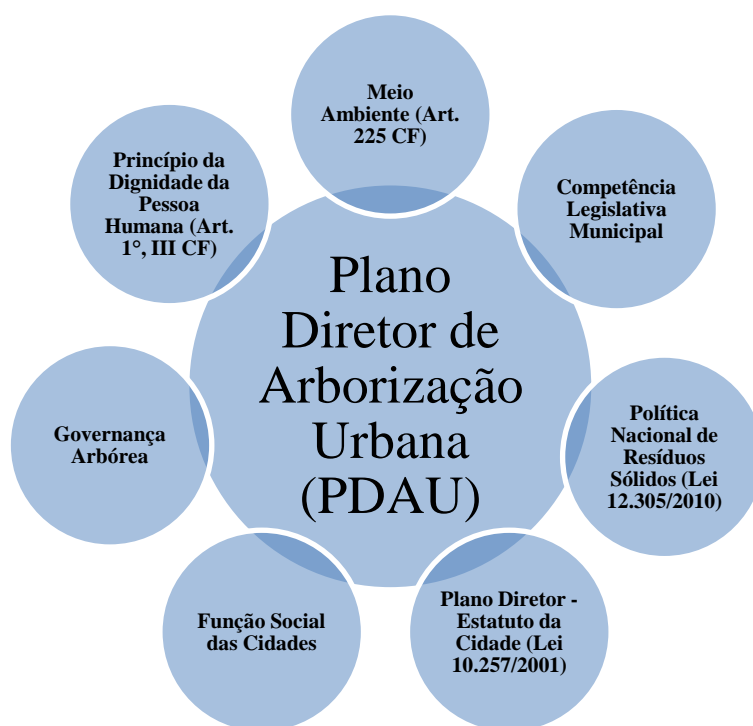 Meio
Ambiente (Art.
225 CF)
Princípio da
Dignidade da
Pessoa
Humana (Art.
1°, III CF)
Competência
Legislativa
Municipal
Plano
Diretor de
Arborização
Urbana
(PDAU)
Governança
Arbórea
Política
Nacional de
Resíduos
Sólidos (Lei
12.305/2010)
Função Social
das Cidades
Plano Diretor -
Estatuto da
Cidade (Lei
10.257/2001)